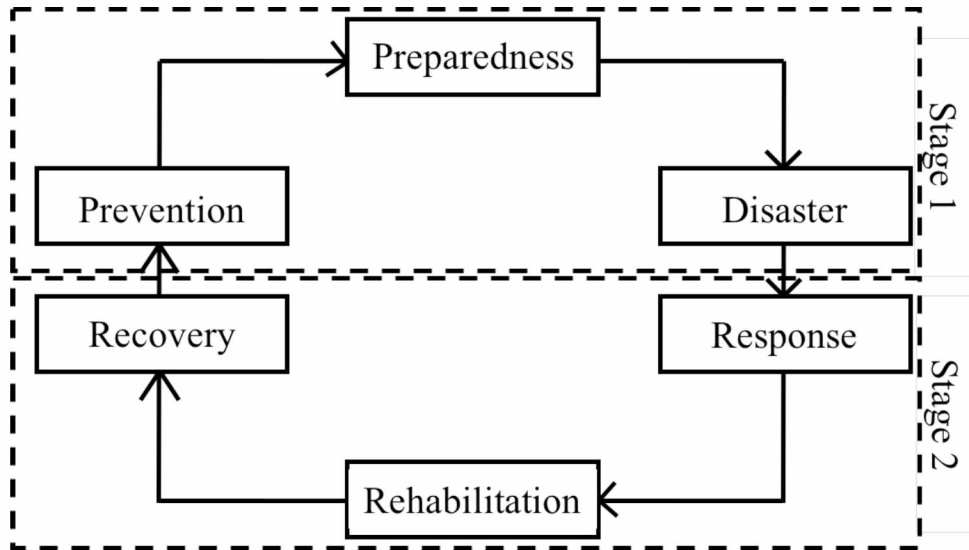 Preparedness
Prevention
Disaster
Stage 1
Recovery
Response
Stage 2
Rehabilitation